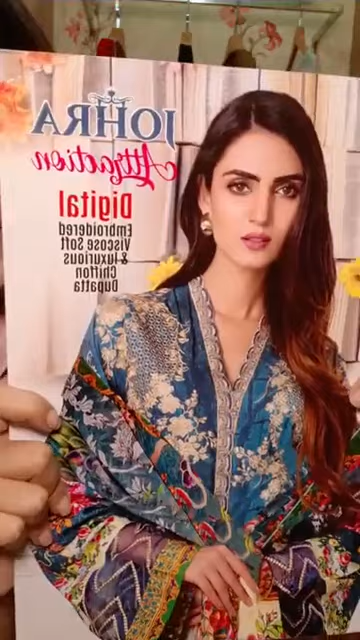 JOHRA
Attraction
Digital
Embroidered
Viscose Soft
& luxurious
Chiffon
Dupatta